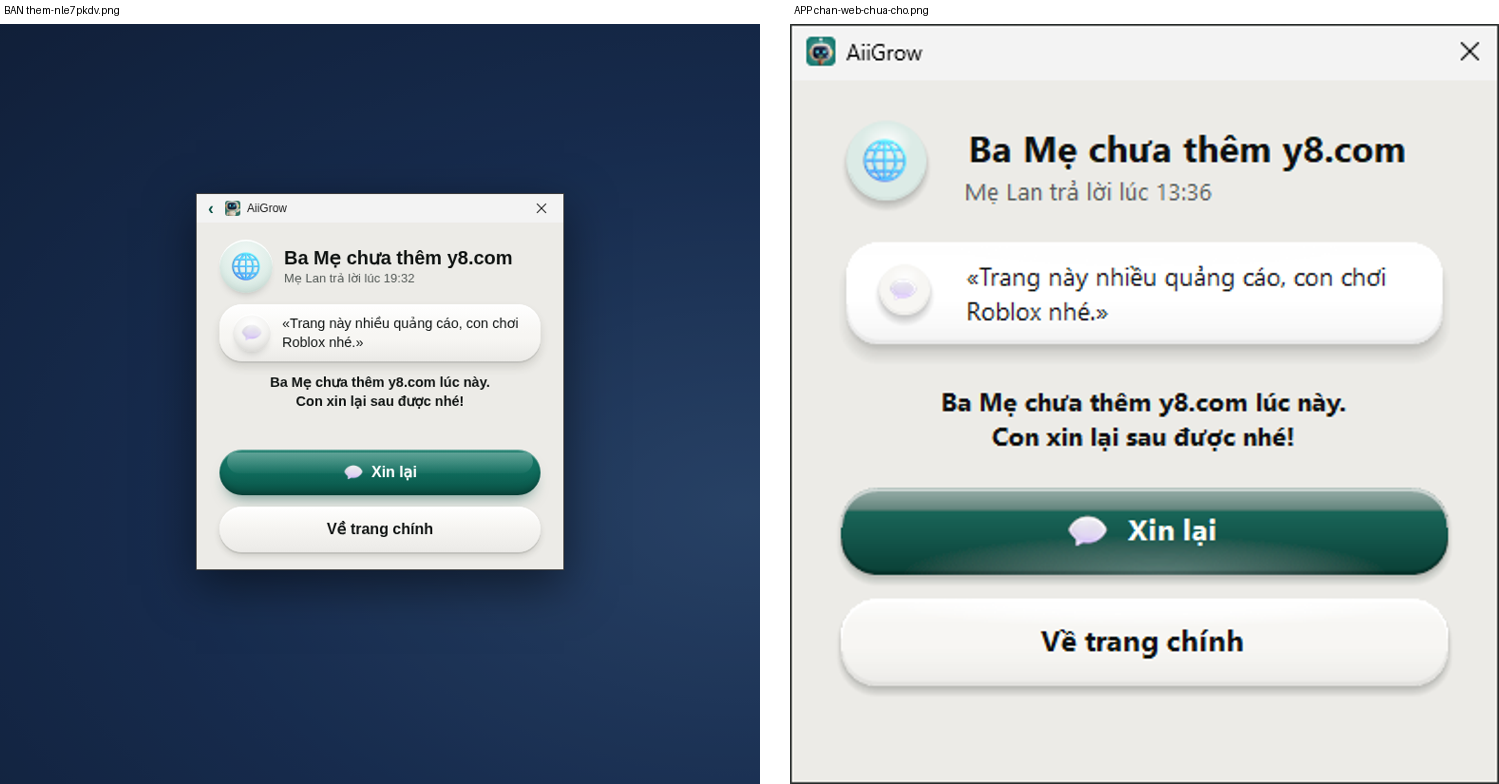 BAN them-nle7pkdv.png
AiiGrow
Ba Mẹ chưa thêm y8.com
Mẹ Lan trả lời lúc 19:32
«Trang này nhiều quảng cáo, con chơi
Roblox nhé.»
Ba Mẹ chưa thêm y8.com lúc này.
Con xin lại sau được nhé!
Xin lại
Về trang chính
APP chan-web-chua-cho.png
AiiGrow
Ba Mẹ chưa thêm y8.com
Mẹ Lan trả lời lúc 13:36
«Trang này nhiều quảng cáo, con chơi
Roblox nhé.»
Ba Mẹ chưa thêm y8.com lúc này.
Con xin lại sau được nhé!
Xin lại
Về trang chính